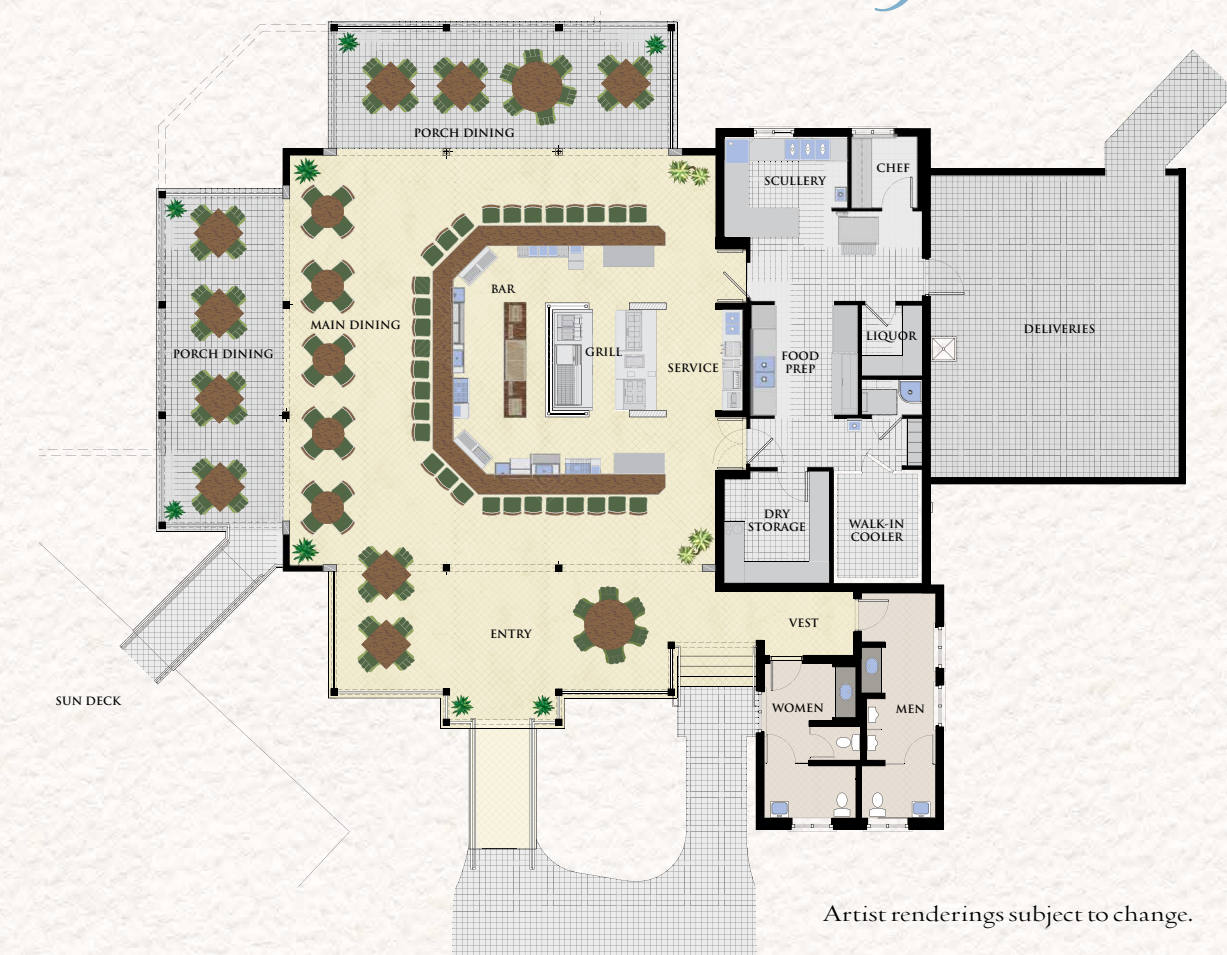 PORCH DINING
SCULLERY
CHEF
BAR
MAIN DINING
PORCH DINING
GRILL
SERVICE
FOOD
PREP
LIQUOR
DELIVERIES
DRY
STORAGE
WALK-IN
COOLER
ENTRY
VEST
SUN DECK
WOMEN
MEN
Artist renderings subject to change.